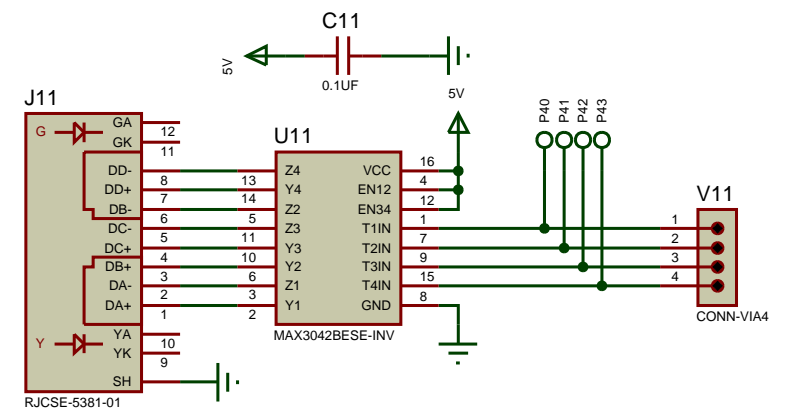 C11
5V
0.1UF
5V
J11
U11
V11
P40
P41
P42
P43
G
GA 12
GK 11
DD- 8 13 Z4 VCC 16
DD+ 7 14 Y4 EN12 4
DB- 6 5 Z2 EN34 12
DC- 5 11 Z3 T1IN 1 1
DC+ 4 10 Y3 T2IN 7 2
DB+ 3 6 Y2 T3IN 9 3
DA- 2 3 Z1 T4IN 15 4
DA+ 1 2 Y1 GND 8
Y
YA 10
YK 9
SH
MAX3042BESE-INV
CONN-VIA4
RJCSE-5381-01